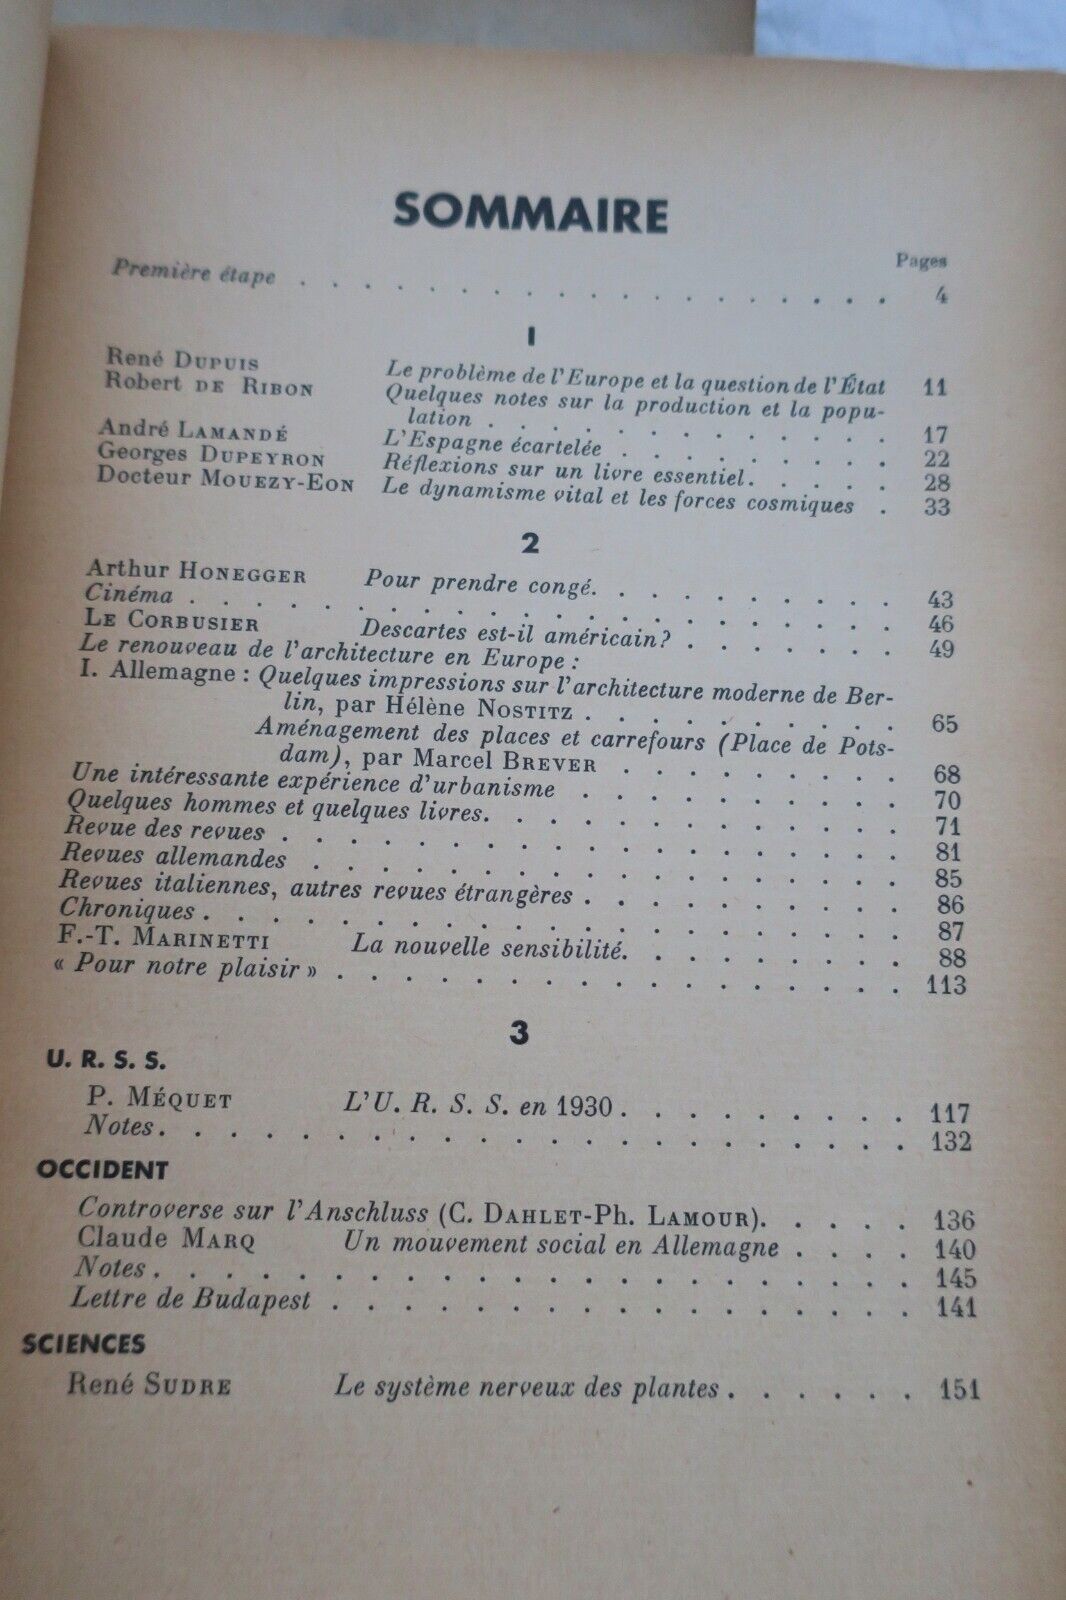 SOMMAIRE
Pages
Première étape . . . . . . . . . . . . . . . . . . 4
1
René DUPUIS Le problème de l'Europe et la question de l'État 11
Robert DE RIBON Quelques notes sur la production et la popu-
lation . . . . . . . . . . . . 17
André LAMANDÉ L'Espagne écartelée . . . . . . . . 22
Georges DUPEYRON Réflexions sur un livre essentiel. . . . . 28
Docteur MOUEZY-EON Le dynamisme vital et les forces cosmiques . 33
2
Arthur HONEGGER Pour prendre congé. . . . . . . . . 43
Cinéma . . . . . . . . . . . . . . . . . . . . 46
LE CORBUSIER Descartes est-il américain ? . . . . . . . 49
Le renouveau de l'architecture en Europe :
I. Allemagne : Quelques impressions sur l'architecture moderne de Ber-
lin, par Hélène NOSTITZ . . . . . . . . . . 65
Aménagement des places et carrefours (Place de Pots-
dam), par Marcel BREVER . . . . . . . . . 68
Une intéressante expérience d'urbanisme . . . . . . . . . . 70
Quelques hommes et quelques livres. . . . . . . . . . . . 71
Revue des revues . . . . . . . . . . . . . . . . . . 81
Revues allemandes . . . . . . . . . . . . . . . . . 85
Revues italiennes, autres revues étrangères . . . . . . . . . . 86
Chroniques . . . . . . . . . . . . . . . . . . . . 87
F.-T. MARINETTI La nouvelle sensibilité. . . . . . . . 88
« Pour notre plaisir » . . . . . . . . . . . . . . . . . 113
3
U. R. S. S.
P. MÉQUET L'U. R. S. S. en 1930 . . . . . . . . . 117
Notes. . . . . . . . . . . . . . . . . . . . . . 132
OCCIDENT
Controverse sur l'Anschluss (C. DAHLET-Ph. LAMOUR). . . . . 136
Claude MARQ Un mouvement social en Allemagne . . . . 140
Notes . . . . . . . . . . . . . . . . . . . . . . 145
Lettre de Budapest . . . . . . . . . . . . . . . . . 141
SCIENCES
René SUDRE Le système nerveux des plantes . . . . . . 151